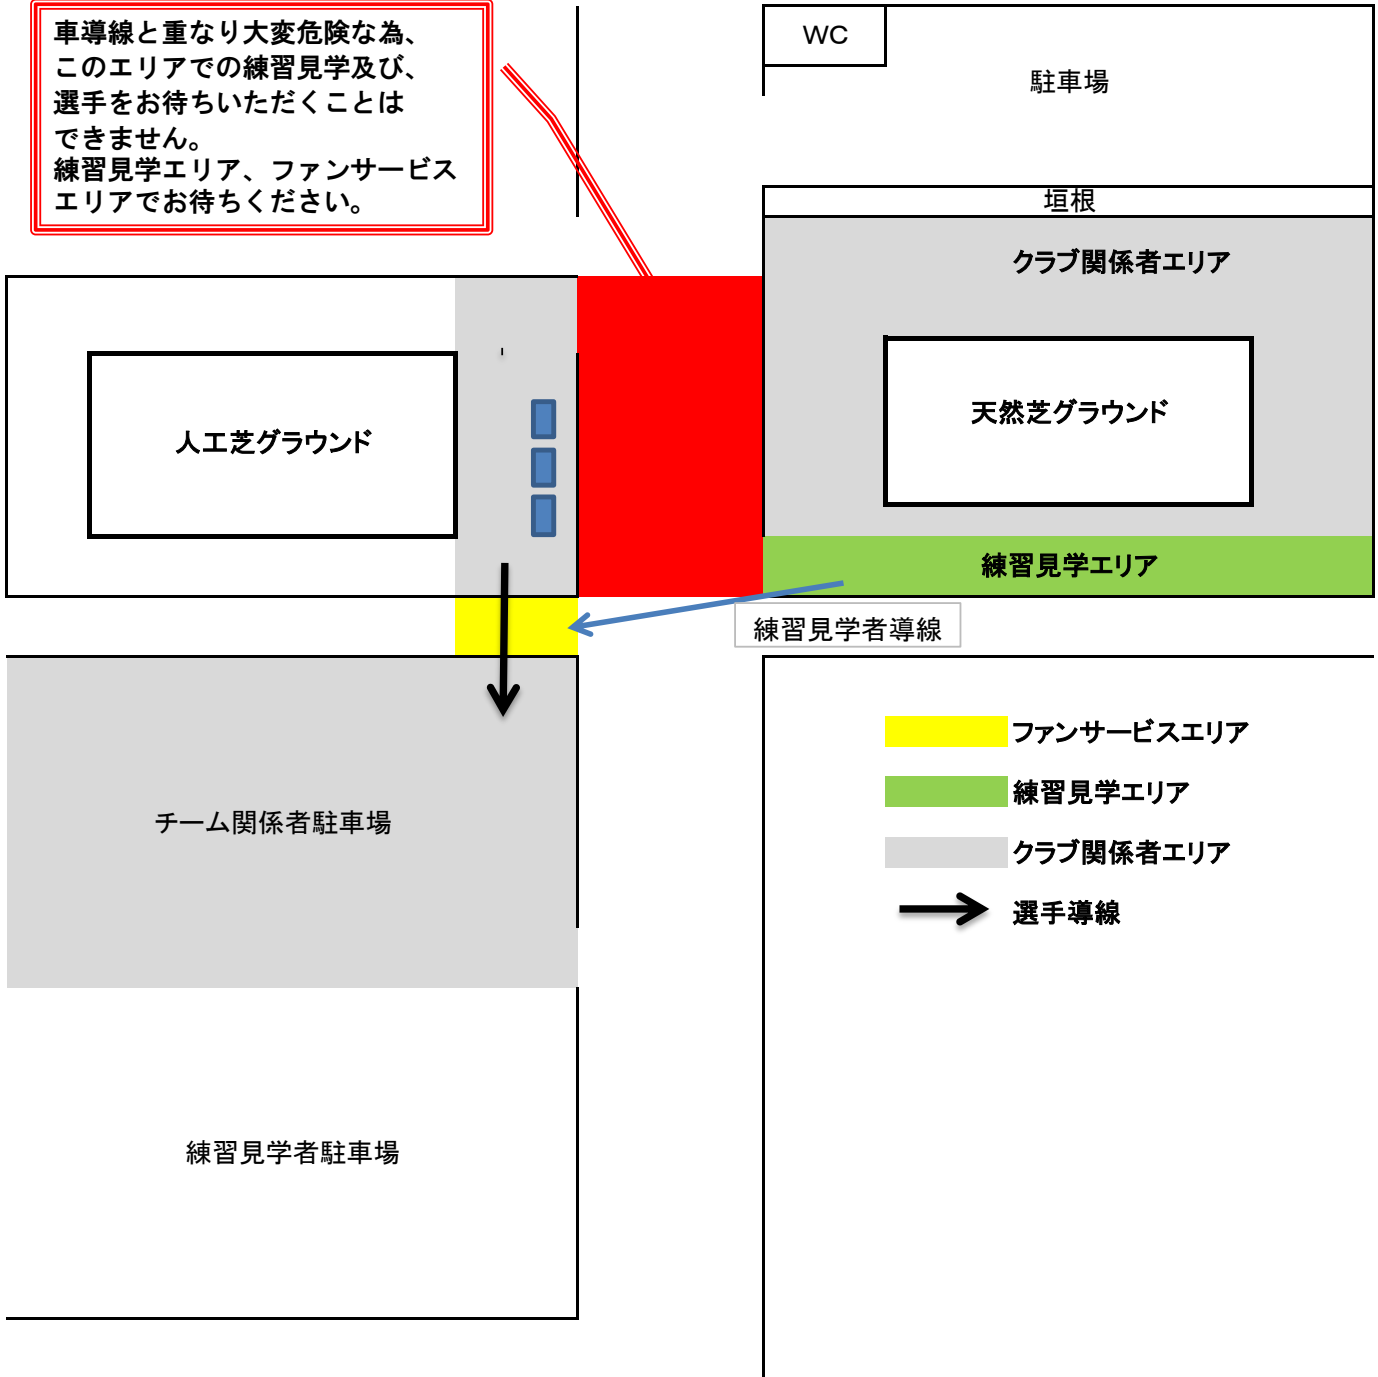 車導線と重なり大変危険な為、
このエリアでの練習見学及び、
選手をお待ちいただくことは
できません。
練習見学エリア、ファンサービス
エリアでお待ちください。
WC
駐車場
垣根
クラブ関係者エリア
天然芝グラウンド
人工芝グラウンド
練習見学エリア
練習見学者導線
ファンサービスエリア
練習見学エリア
クラブ関係者エリア
選手導線
チーム関係者駐車場
練習見学者駐車場